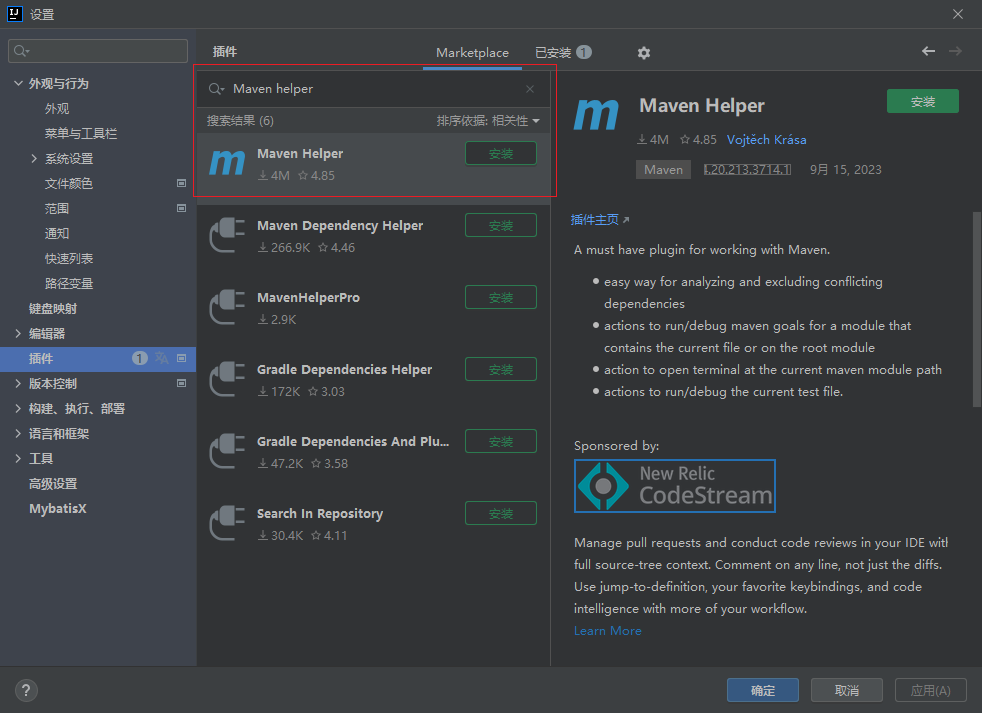 设置
外观与行为
外观
菜单与工具栏
系统设置
文件颜色
范围
通知
快速列表
路径变量
键盘映射
编辑器
插件 1
版本控制
构建、执行、部署
语言和框架
工具
高级设置
MybatisX
插件 Marketplace 已安装 1
Maven helper
搜索结果 (6) 排序依据: 相关性
Maven Helper 安装
4M 4.85
Maven Dependency Helper 安装
266.9K 4.46
MavenHelperPro 安装
2.9K
Gradle Dependencies Helper 安装
172K 3.03
Gradle Dependencies And Plu... 安装
47.2K 3.58
Search In Repository 安装
30.4K 4.11
m Maven Helper 安装
4M 4.85 Vojtěch Krása
Maven 4.20.213.3714.1 9月 15, 2023
插件主页
A must have plugin for working with Maven.
easy way for analyzing and excluding conflicting
dependencies
actions to run/debug maven goals for a module that
contains the current file or on the root module
action to open terminal at the current maven module path
actions to run/debug the current test file.
Sponsored by:
New Relic
CodeStream
Manage pull requests and conduct code reviews in your IDE with
full source-tree context. Comment on any line, not just the diffs.
Use jump-to-definition, your favorite keybindings, and code
intelligence with more of your workflow.
Learn More
? 确定 取消 应用(A)